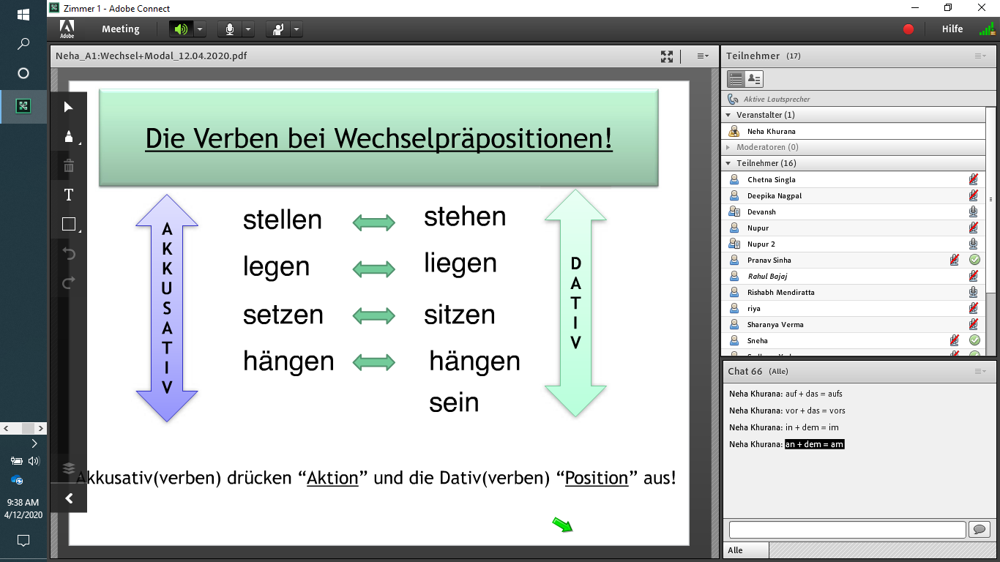 Zimmer 1 - Adobe Connect
Adobe
Meeting
Hilfe
Neha_A1:Wechsel+Modal_12.04.2020.pdf
Die Verben bei Wechselpräpositionen!
AKKUSATIV
stellen stehen
legen liegen
setzen sitzen
hängen hängen
sein
DATIV
Akkusativ(verben) drücken “Aktion” und die Dativ(verben) “Position” aus!
T
Teilnehmer (17)
Aktive Lautsprecher
Veranstalter (1)
Neha Khurana
Moderatoren (0)
Teilnehmer (16)
Chetna Singla
Deepika Nagpal
Devansh
Nupur
Nupur 2
Pranav Sinha
Rahul Bajaj
Rishabh Mendiratta
riya
Sharanya Verma
Sneha
Chat 66 (Alle)
Neha Khurana: auf + das = aufs
Neha Khurana: vor + das = vors
Neha Khurana: in + dem = im
Neha Khurana: an + dem = am
Alle
9:38 AM
4/12/2020